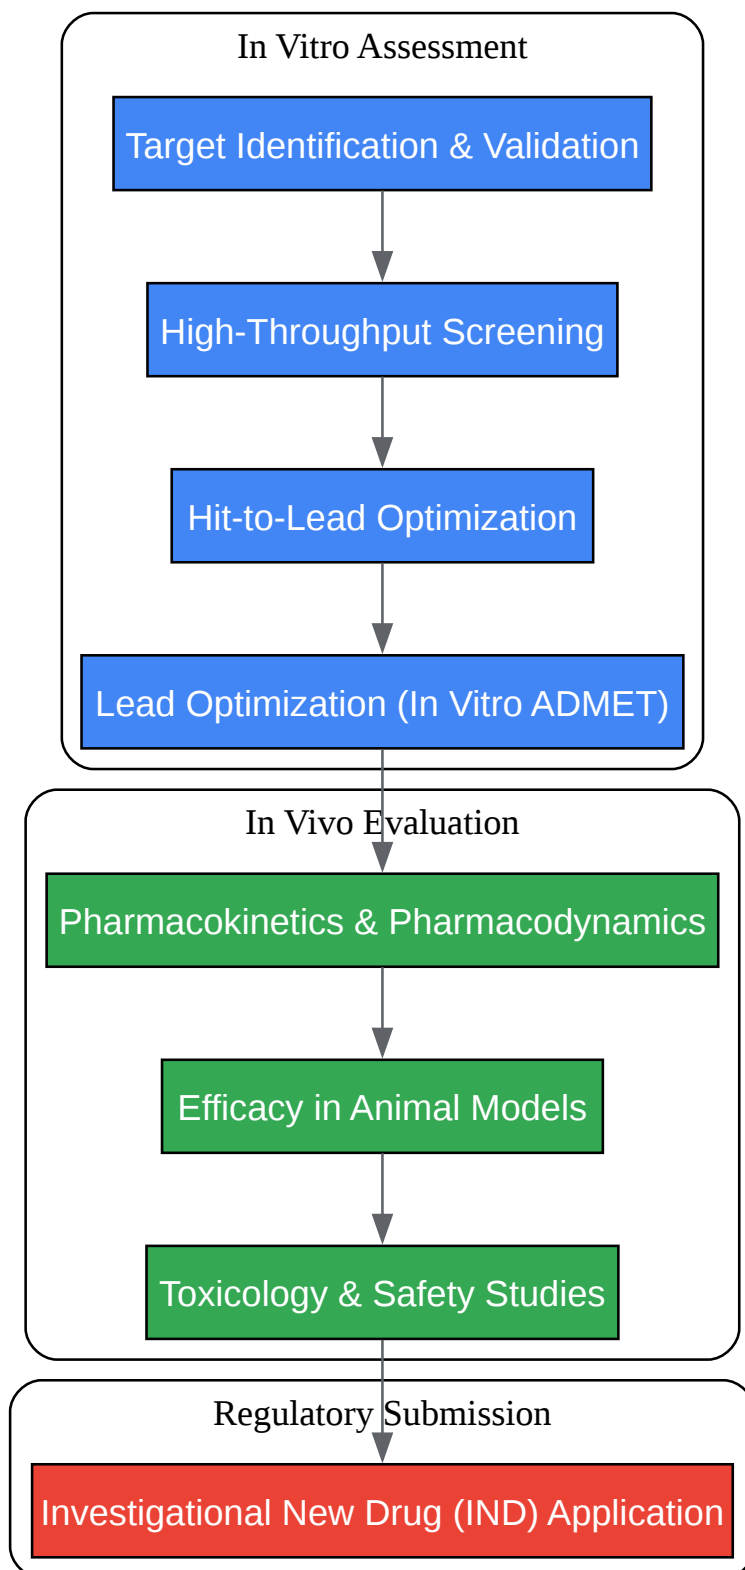 In Vitro Assessment
Target Identification & Validation
High-Throughput Screening
Hit-to-Lead Optimization
Lead Optimization (In Vitro ADMET)
In Vivo Evaluation
Pharmacokinetics & Pharmacodynamics
Efficacy in Animal Models
Toxicology & Safety Studies
Regulatory Submission
Investigational New Drug (IND) Application